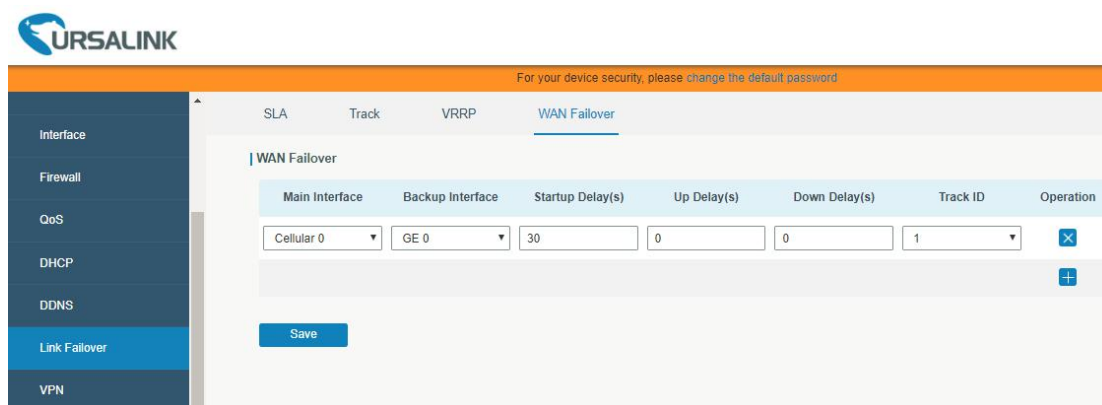 URSALINK
For your device security, please change the default password
SLA Track VRRP WAN Failover
Interface
WAN Failover
Firewall
Main Interface Backup Interface Startup Delay(s) Up Delay(s) Down Delay(s) Track ID Operation
QoS
Cellular 0 GE 0 30 0 0 1
DHCP
DDNS
Save
Link Failover
VPN